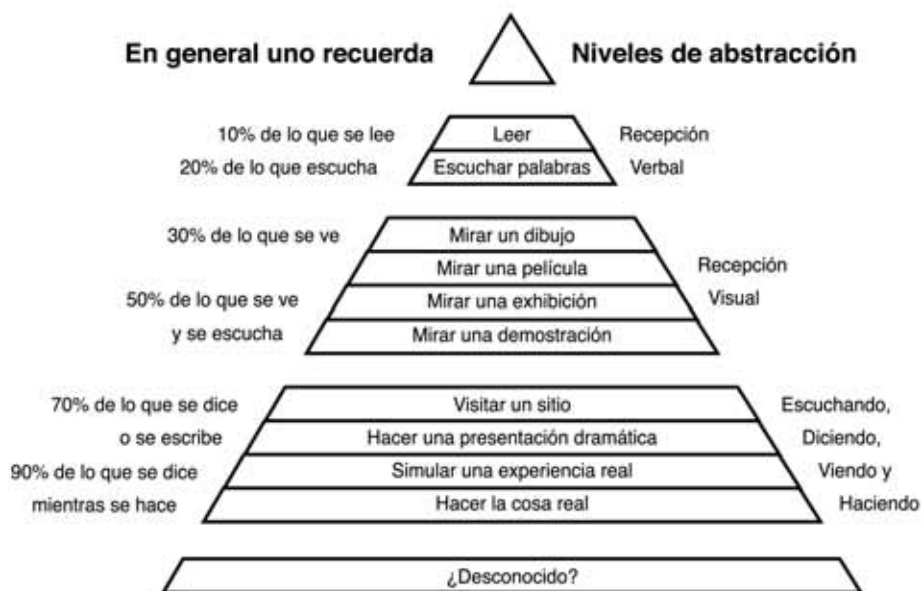 En general uno recuerda
Niveles de abstracción
10% de lo que se lee
Leer
Recepción
20% de lo que escucha
Escuchar palabras
Verbal
30% de lo que se ve
Mirar un dibujo
Mirar una película
Recepción
50% de lo que se ve
Mirar una exhibición
Visual
y se escucha
Mirar una demostración
70% de lo que se dice
Visitar un sitio
Escuchando,
o se escribe
Hacer una presentación dramática
Diciendo,
90% de lo que se dice
Simular una experiencia real
Viendo y
mientras se hace
Hacer la cosa real
Haciendo
¿Desconocido?